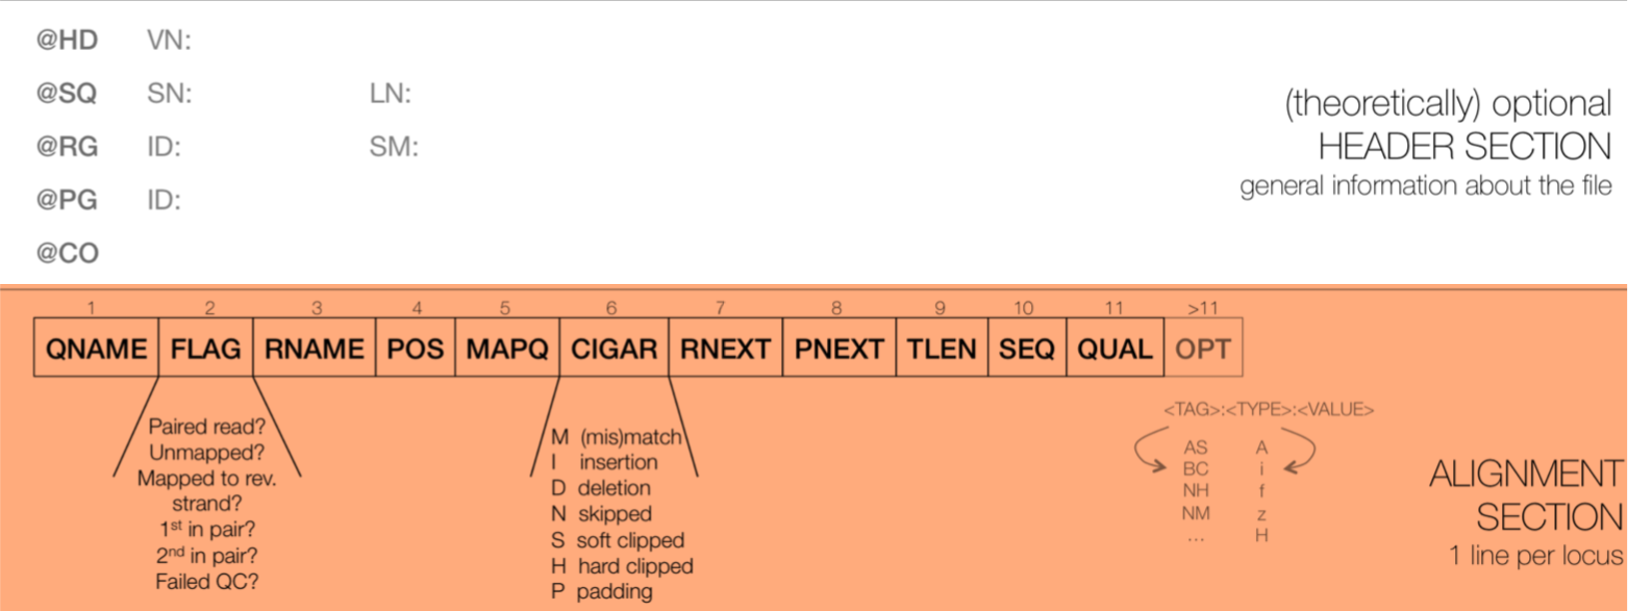 @HD VN:
@SQ SN: LN:
@RG ID: SM:
@PG ID:
@CO
(theoretically) optional
HEADER SECTION
general information about the file
1 2 3 4 5 6 7 8 9 10 11 >11
QNAME FLAG RNAME POS MAPQ CIGAR RNEXT PNEXT TLEN SEQ QUAL OPT
Paired read?
Unmapped?
Mapped to rev.
strand?
1st in pair?
2nd in pair?
Failed QC?
M (mis)match
I insertion
D deletion
N skipped
S soft clipped
H hard clipped
P padding
<TAG>:<TYPE>:<VALUE>
AS A
BC i
NH f
NM z
... H
ALIGNMENT
SECTION
1 line per locus